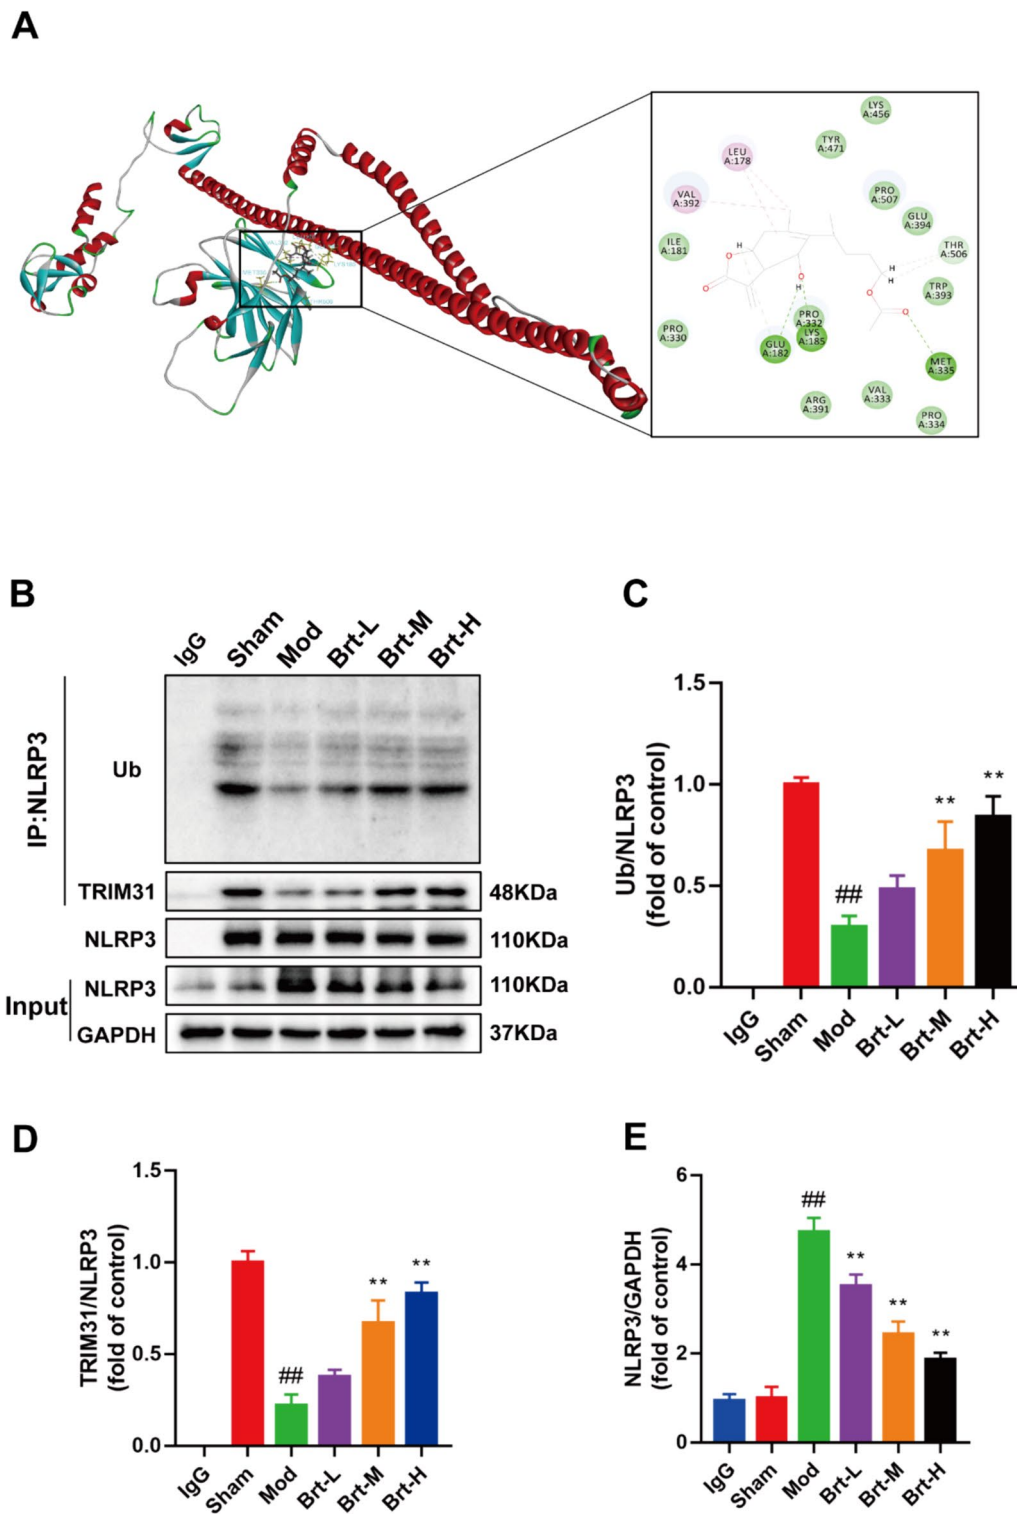 A
LYS
A:456
TYR
A:471
LEU
A:178
VAL
A:392
PRO
A:507
GLU
A:394
ILE
A:181
THR
A:506
H
O
H
H
O
O
H
TRP
A:393
O
O
PRO
A:330
PRO
A:332
LYS
A:185
GLU
A:182
MET
A:335
ARG
A:391
VAL
A:333
PRO
A:334
B
IgG
Sham
Mod
Brt-L
Brt-M
Brt-H
IP:NLRP3
Ub
TRIM31
48KDa
NLRP3
110KDa
Input
NLRP3
110KDa
GAPDH
37KDa
C
Ub/NLRP3
(fold of control)
1.5
1.0
0.5
0.0
##
**
**
IgG
Sham
Mod
Brt-L
Brt-M
Brt-H
D
TRIM31/NLRP3
(fold of control)
1.5
1.0
0.5
0.0
##
**
**
IgG
Sham
Mod
Brt-L
Brt-M
Brt-H
E
NLRP3/GAPDH
(fold of control)
6
4
2
0
##
**
**
**
IgG
Sham
Mod
Brt-L
Brt-M
Brt-H